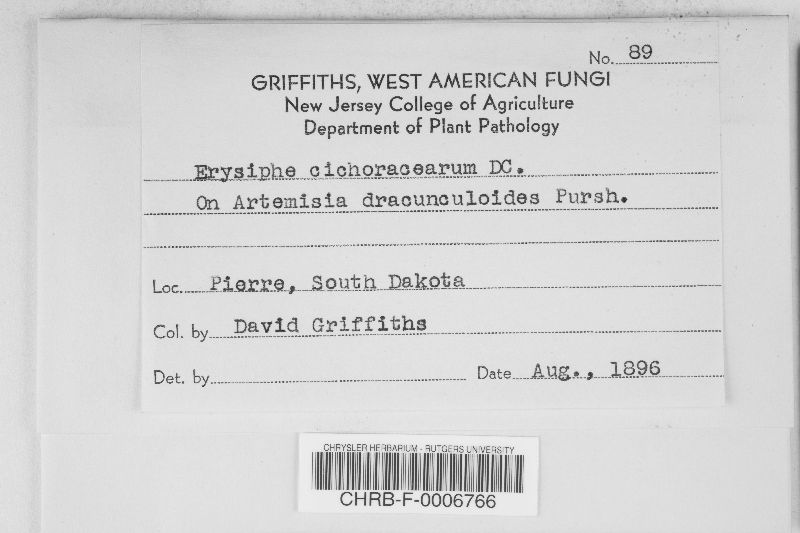 No. 89
GRIFFITHS, WEST AMERICAN FUNGI
New Jersey College of Agriculture
Department of Plant Pathology
Erysiphe cichoracearum DC.
On Artemisia dracunculoides Pursh.
Loc. Pierre, South Dakota
Col. by David Griffiths
Det. by
Date Aug., 1896
CHRYSLER HERBARIUM - RUTGERS UNIVERSITY
CHRB-F-0006766